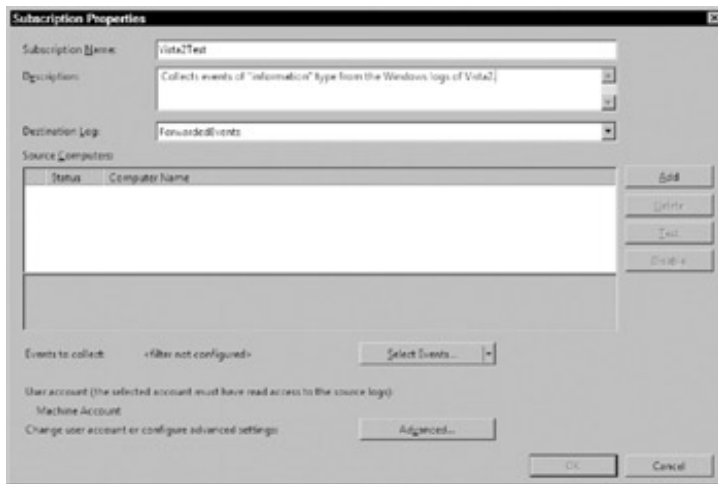 Subscription Properties
Subscription Name: Vista2Test
Description: Collects events of "information" type from the Windows logs of Vista2.
Destination Log: ForwardedEvents
Source Computers:
Status Computer Name
Add
Delete
Test
Disable
Events to collect: <filter not configured> Select Events...
User account (the selected account must have read access to the source logs):
Machine Account
Change user account or configure advanced settings: Advanced...
OK Cancel